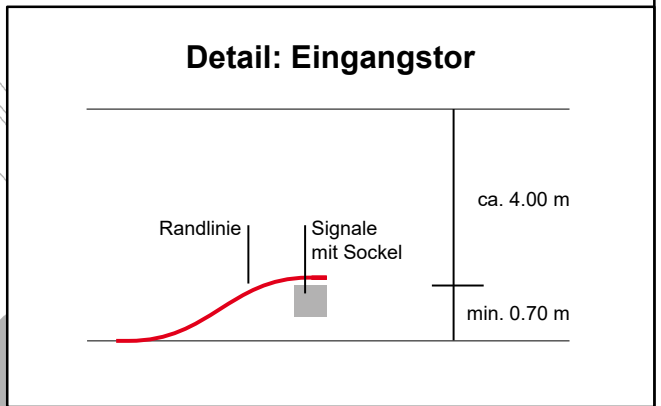 Detail: Eingangstor
ca. 4.00 m
Randlinie
Signale
mit Sockel
min. 0.70 m